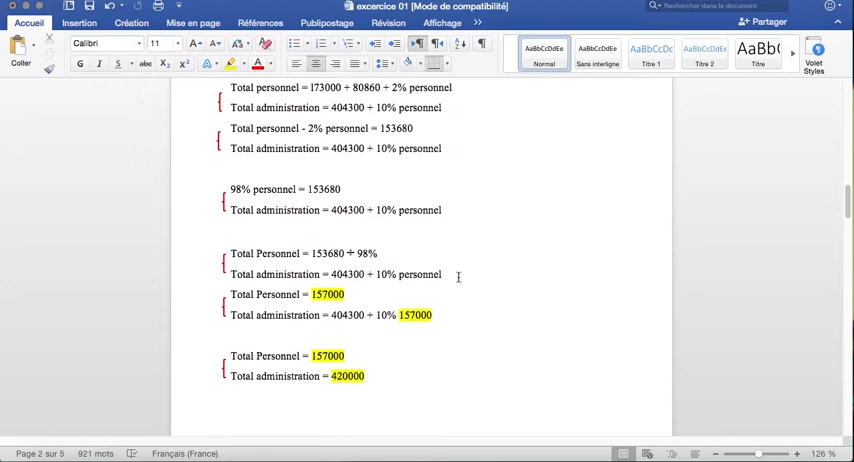 excercice 01 [Mode de compatibilité]
Rechercher dans le document
Accueil Insertion Création Mise en page Références Publipostage Révision Affichage
Partager
Coller
Calibri 11
AaBbCcDdEe AaBbCcDdEe AaBbCcDc AaBbCcDdEe AaBbC
Normal Sans interligne Titre 1 Titre 2 Titre
Volet Styles
Total personnel = l73000 + 80860 + 2% personnel
Total administration = 404300 + 10% personnel
Total personnel - 2% personnel = 153680
Total administration = 404300 + 10% personnel
98% personnel = 153680
Total administration = 404300 + 10% personnel
Total Personnel = 153680 ÷ 98%
Total administration = 404300 + 10% personnel
Total Personnel = 157000
Total administration = 404300 + 10% 157000
Total Personnel = 157000
Total administration = 420000
Page 2 sur 5 921 mots Français (France) 126 %